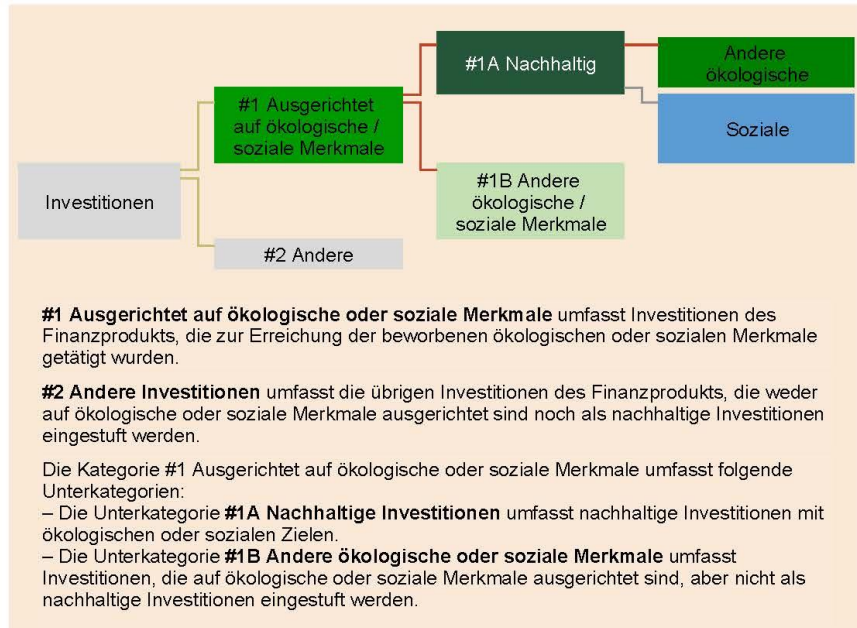 #1A Nachhaltig
Andere
ökologische
#1 Ausgerichtet
auf ökologische /
soziale Merkmale
Soziale
Investitionen
#1B Andere
ökologische /
soziale Merkmale
#2 Andere
#1 Ausgerichtet auf ökologische oder soziale Merkmale umfasst Investitionen des
Finanzprodukts, die zur Erreichung der beworbenen ökologischen oder sozialen Merkmale
getätigt wurden.
#2 Andere Investitionen umfasst die übrigen Investitionen des Finanzprodukts, die weder
auf ökologische oder soziale Merkmale ausgerichtet sind noch als nachhaltige Investitionen
eingestuft werden.
Die Kategorie #1 Ausgerichtet auf ökologische oder soziale Merkmale umfasst folgende
Unterkategorien:
– Die Unterkategorie #1A Nachhaltige Investitionen umfasst nachhaltige Investitionen mit
ökologischen oder sozialen Zielen.
– Die Unterkategorie #1B Andere ökologische oder soziale Merkmale umfasst
Investitionen, die auf ökologische oder soziale Merkmale ausgerichtet sind, aber nicht als
nachhaltige Investitionen eingestuft werden.